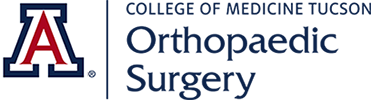 A®
COLLEGE OF MEDICINE TUCSON
Orthopaedic
Surgery